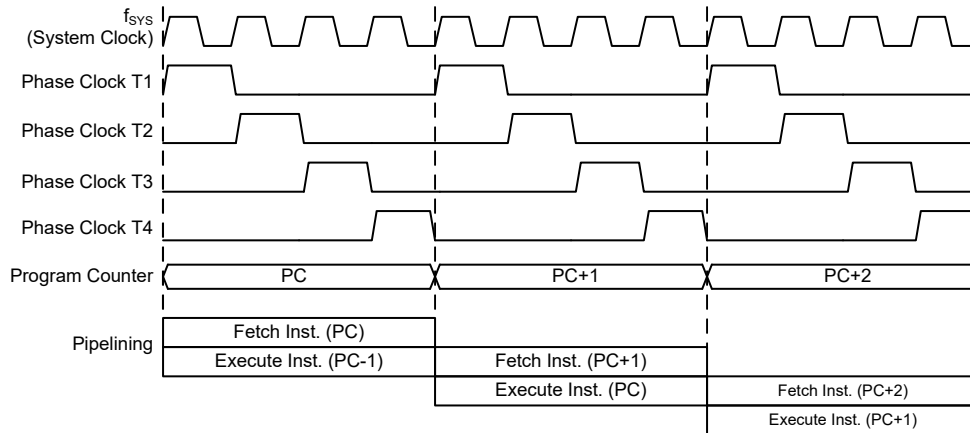 fSYS
(System Clock)
Phase Clock T1
Phase Clock T2
Phase Clock T3
Phase Clock T4
Program Counter PC PC+1 PC+2
Pipelining
Fetch Inst. (PC)
Execute Inst. (PC-1) Fetch Inst. (PC+1)
Execute Inst. (PC) Fetch Inst. (PC+2)
Execute Inst. (PC+1)